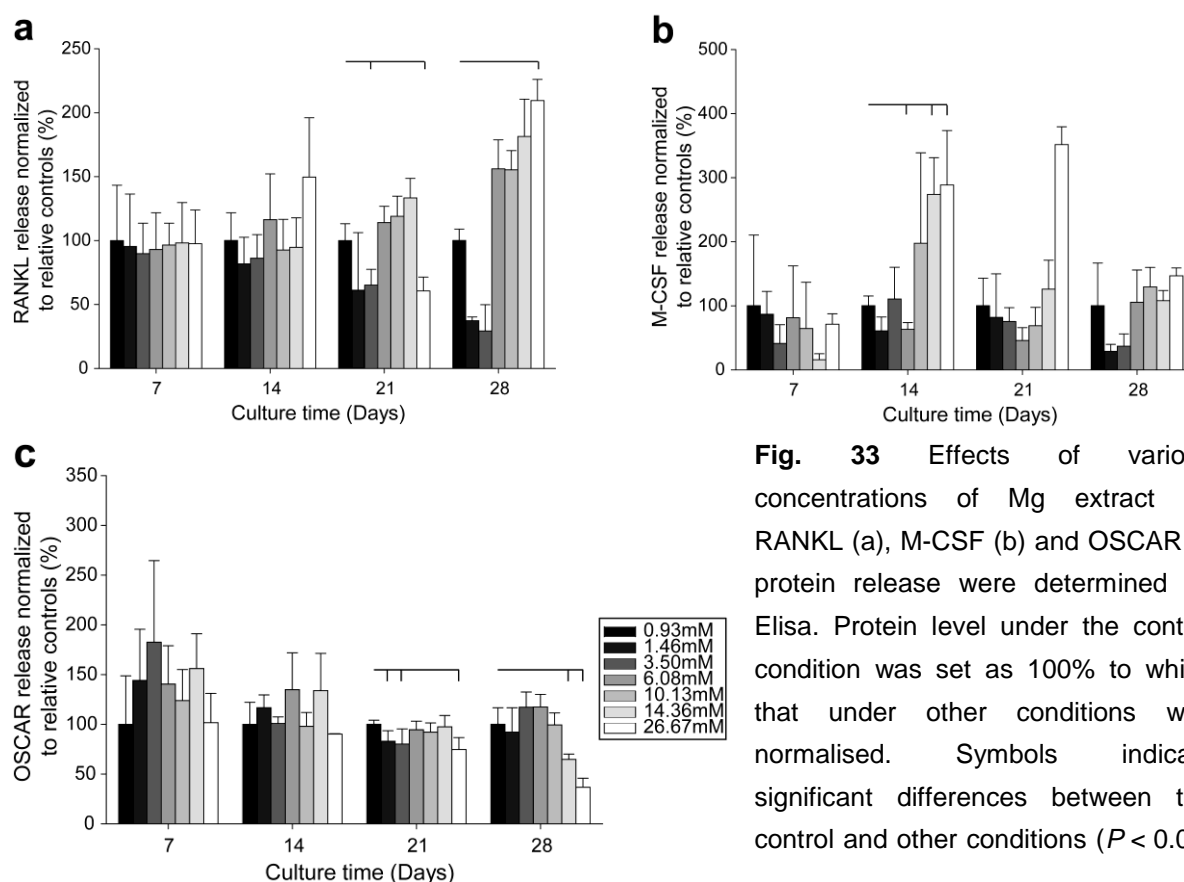 a
250
200
150
100
50
0
RANKL release normalized
to relative controls (%)
7 14 21 28
Culture time (Days)
b
500
400
300
200
100
0
M-CSF release normalized
to relative controls (%)
7 14 21 28
Culture time (Days)
c
350
300
250
200
150
100
50
0
OSCAR release normalized
to relative controls (%)
7 14 21 28
Culture time (Days)
0.93mM
1.46mM
3.50mM
6.08mM
10.13mM
14.36mM
26.67mM
Fig. 33 Effects of vario
concentrations of Mg extract
RANKL (a), M-CSF (b) and OSCAR
protein release were determined
Elisa. Protein level under the cont
condition was set as 100% to whi
that under other conditions w
normalised. Symbols indica
significant differences between t
control and other conditions (P < 0.0